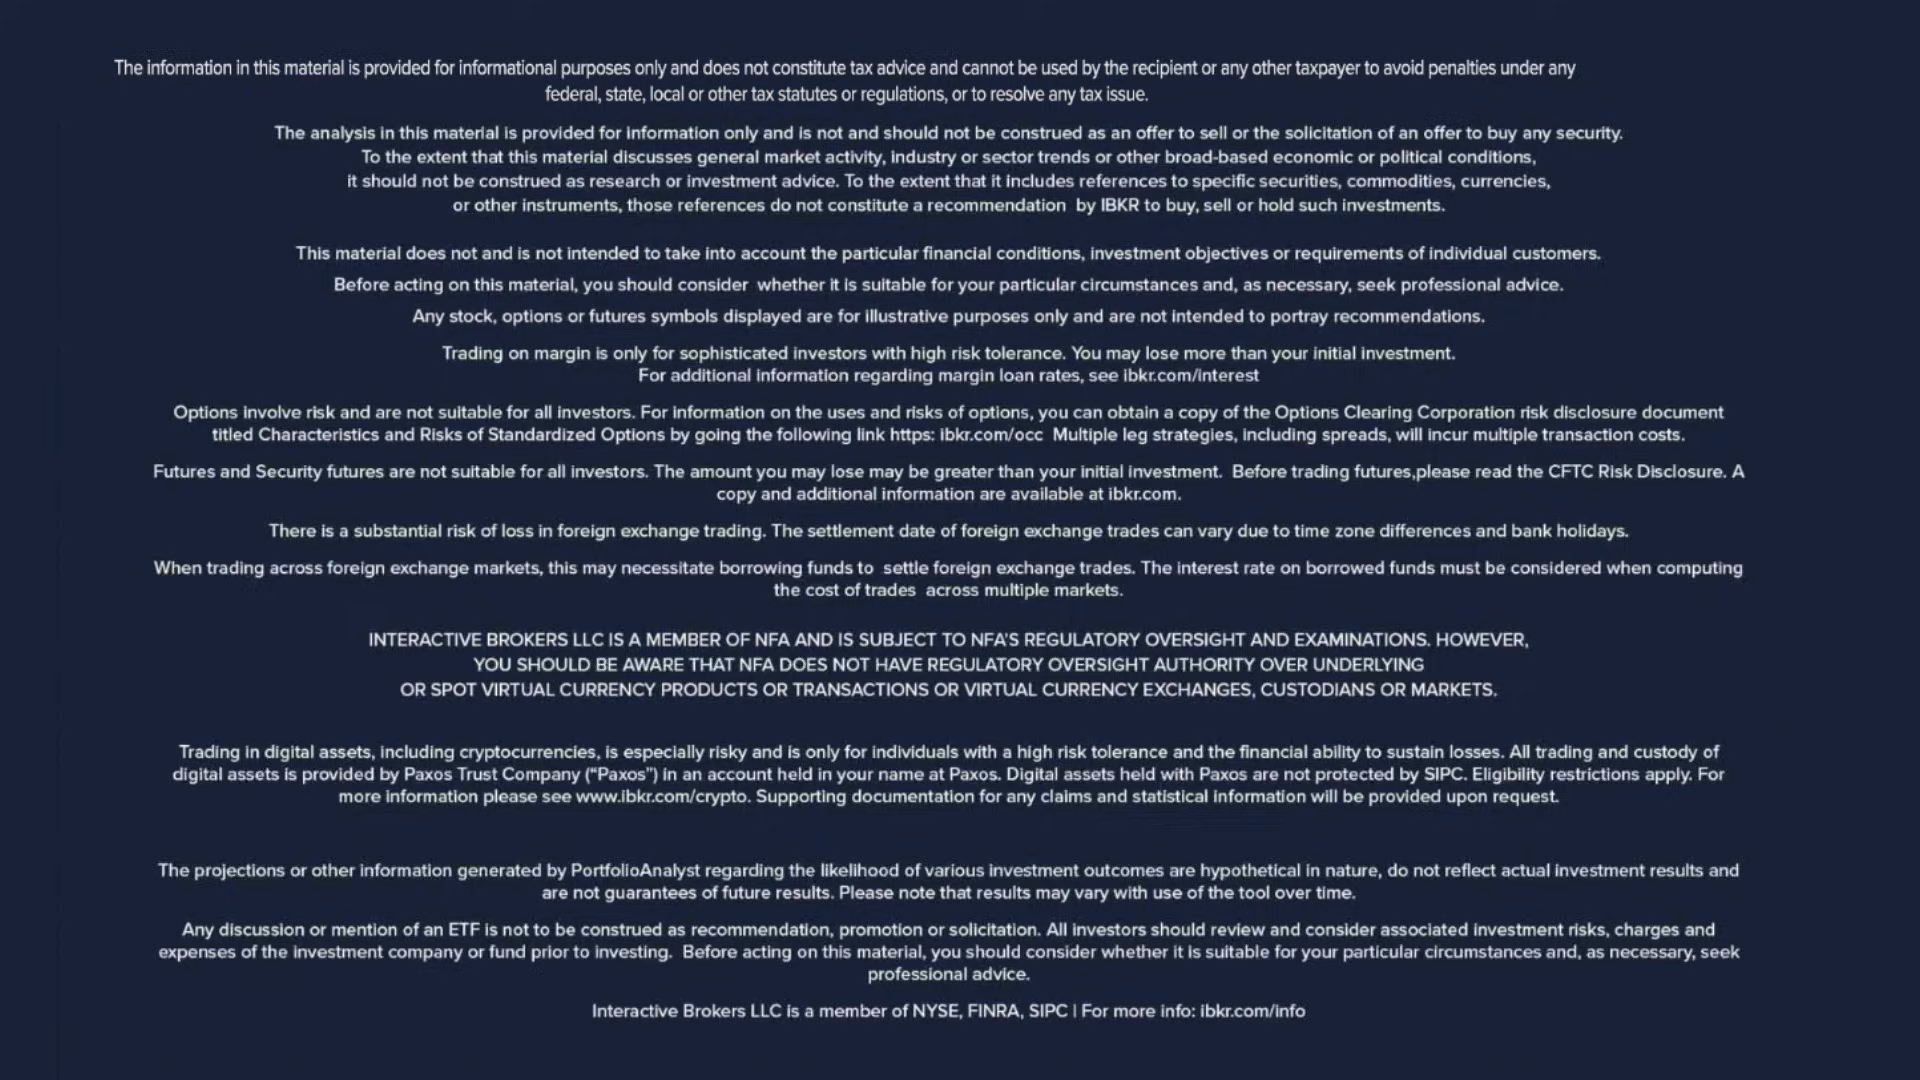 The information in this material is provided for informational purposes only and does not constitute tax advice and cannot be used by the recipient or any other taxpayer to avoid penalties under any
federal, state, local or other tax statutes or regulations, or to resolve any tax issue.
The analysis in this material is provided for information only and is not and should not be construed as an offer to sell or the solicitation of an offer to buy any security.
To the extent that this material discusses general market activity, industry or sector trends or other broad-based economic or political conditions,
it should not be construed as research or investment advice. To the extent that it includes references to specific securities, commodities, currencies,
or other instruments, those references do not constitute a recommendation by IBKR to buy, sell or hold such investments.
This material does not and is not intended to take into account the particular financial conditions, investment objectives or requirements of individual customers.
Before acting on this material, you should consider whether it is suitable for your particular circumstances and, as necessary, seek professional advice.
Any stock, options or futures symbols displayed are for illustrative purposes only and are not intended to portray recommendations.
Trading on margin is only for sophisticated investors with high risk tolerance. You may lose more than your initial investment.
For additional information regarding margin loan rates, see ibkr.com/interest
Options involve risk and are not suitable for all investors. For information on the uses and risks of options, you can obtain a copy of the Options Clearing Corporation risk disclosure document
titled Characteristics and Risks of Standardized Options by going the following link https: ibkr.com/occ Multiple leg strategies, including spreads, will incur multiple transaction costs.
Futures and Security futures are not suitable for all investors. The amount you may lose may be greater than your initial investment. Before trading futures,please read the CFTC Risk Disclosure. A
copy and additional information are available at ibkr.com.
There is a substantial risk of loss in foreign exchange trading. The settlement date of foreign exchange trades can vary due to time zone differences and bank holidays.
When trading across foreign exchange markets, this may necessitate borrowing funds to settle foreign exchange trades. The interest rate on borrowed funds must be considered when computing
the cost of trades across multiple markets.
INTERACTIVE BROKERS LLC IS A MEMBER OF NFA AND IS SUBJECT TO NFA'S REGULATORY OVERSIGHT AND EXAMINATIONS. HOWEVER,
YOU SHOULD BE AWARE THAT NFA DOES NOT HAVE REGULATORY OVERSIGHT AUTHORITY OVER UNDERLYING
OR SPOT VIRTUAL CURRENCY PRODUCTS OR TRANSACTIONS OR VIRTUAL CURRENCY EXCHANGES, CUSTODIANS OR MARKETS.
Trading in digital assets, including cryptocurrencies, is especially risky and is only for individuals with a high risk tolerance and the financial ability to sustain losses. All trading and custody of
digital assets is provided by Paxos Trust Company (“Paxos”) in an account held in your name at Paxos. Digital assets held with Paxos are not protected by SIPC. Eligibility restrictions apply. For
more information please see www.ibkr.com/crypto. Supporting documentation for any claims and statistical information will be provided upon request.
The projections or other information generated by PortfolioAnalyst regarding the likelihood of various investment outcomes are hypothetical in nature, do not reflect actual investment results and
are not guarantees of future results. Please note that results may vary with use of the tool over time.
Any discussion or mention of an ETF is not to be construed as recommendation, promotion or solicitation. All investors should review and consider associated investment risks, charges and
expenses of the investment company or fund prior to investing. Before acting on this material, you should consider whether it is suitable for your particular circumstances and, as necessary, seek
professional advice.
Interactive Brokers LLC is a member of NYSE, FINRA, SIPC | For more info: ibkr.com/info